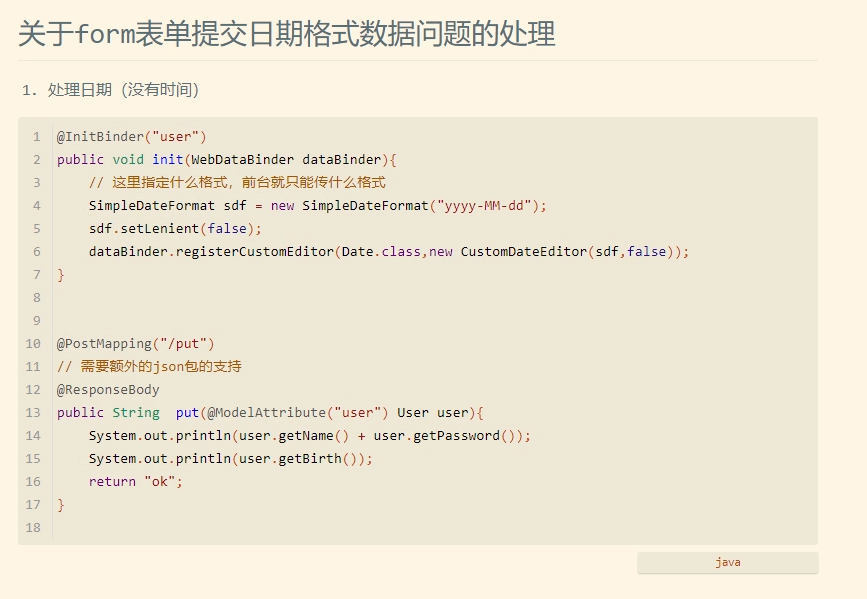 关于form表单提交日期格式数据问题的处理
1. 处理日期（没有时间）
1 @InitBinder("user")
2 public void init(WebDataBinder dataBinder){
3 // 这里指定什么格式，前台就只能传什么格式
4 SimpleDateFormat sdf = new SimpleDateFormat("yyyy-MM-dd");
5 sdf.setLenient(false);
6 dataBinder.registerCustomEditor(Date.class,new CustomDateEditor(sdf,false));
7 }
8
9
10 @PostMapping("/put")
11 // 需要额外的json包的支持
12 @ResponseBody
13 public String  put(@ModelAttribute("user") User user){
14 System.out.println(user.getName() + user.getPassword());
15 System.out.println(user.getBirth());
16 return "ok";
17 }
18
java